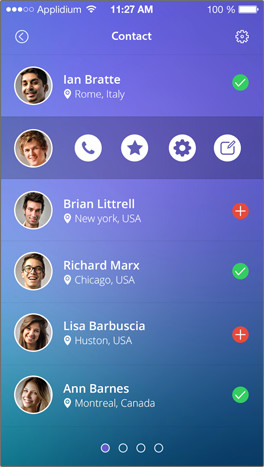 Applidium 11:27 AM 100 %
Contact
Ian Bratte
Rome, Italy
Brian Littrell
New york, USA
Richard Marx
Chicago, USA
Lisa Barbuscia
Huston, USA
Ann Barnes
Montreal, Canada